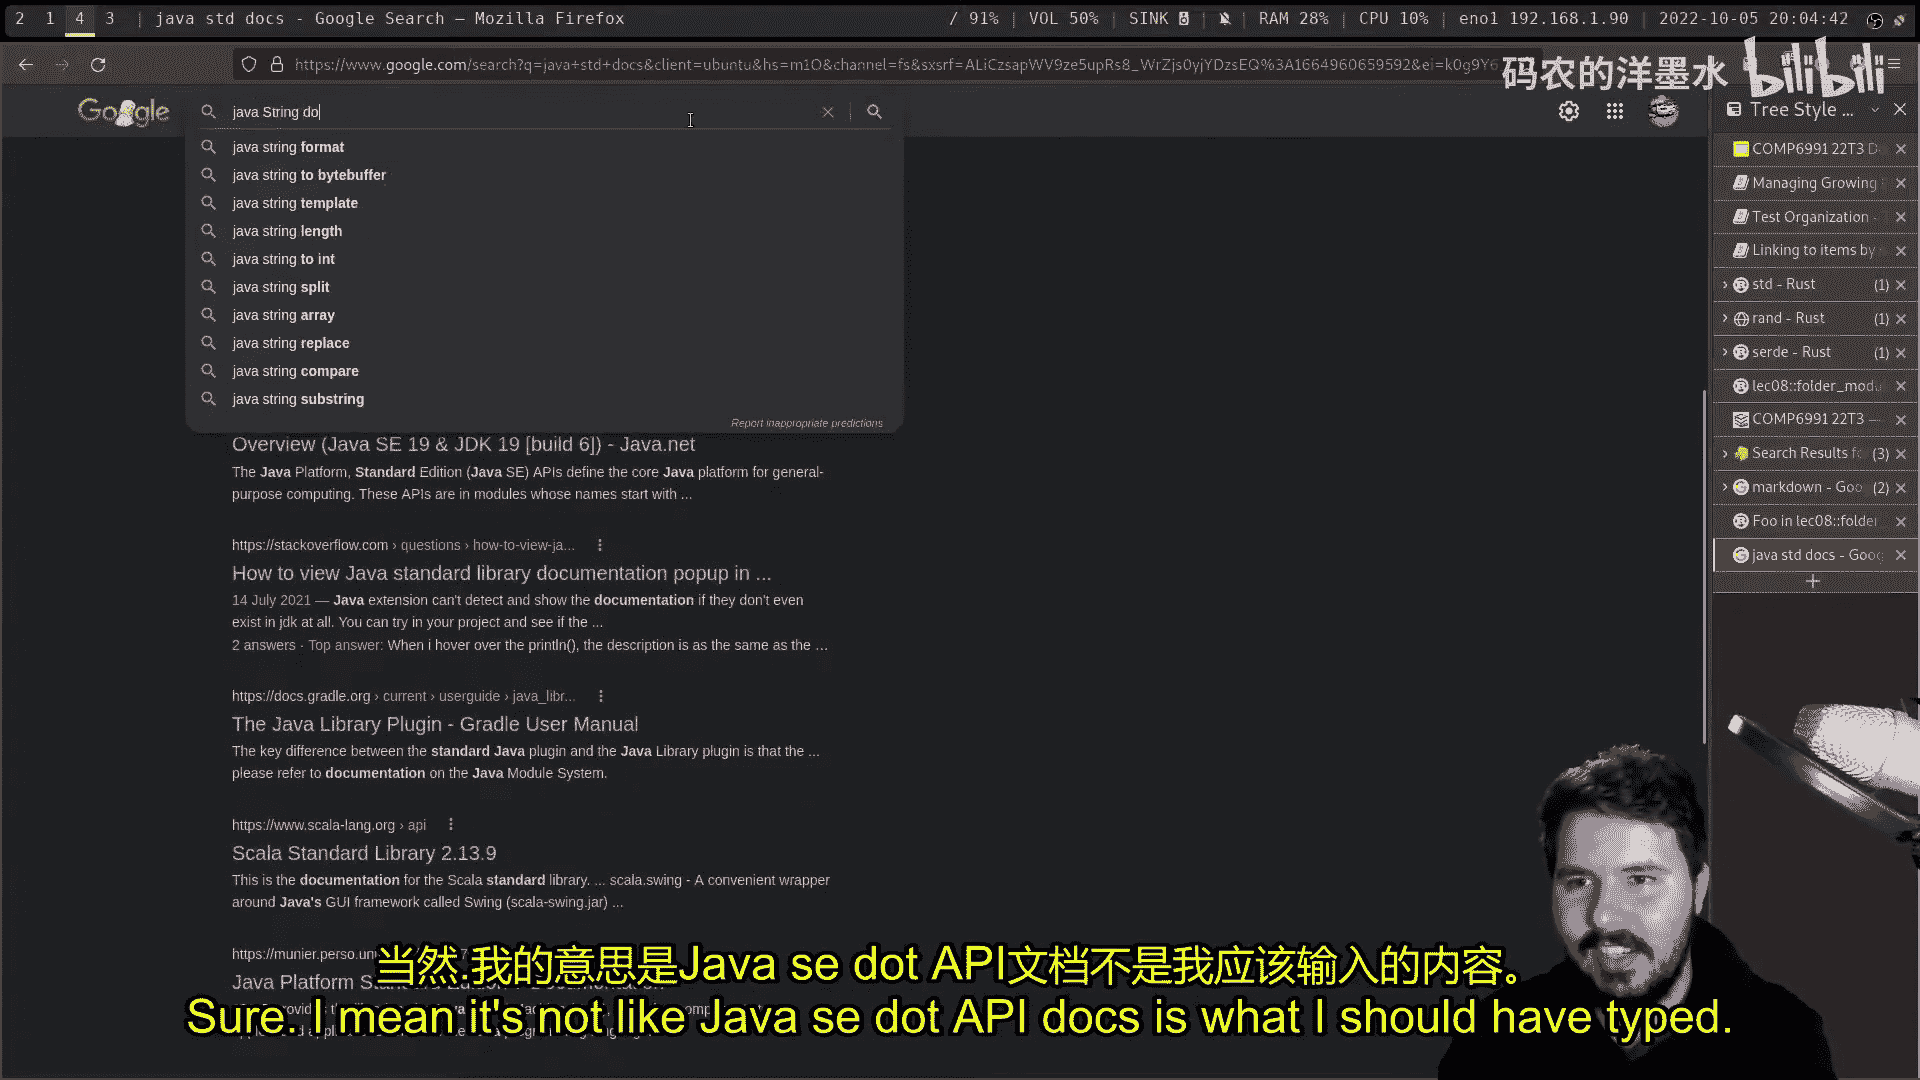 2 1 4 3 | java std docs - Google Search — Mozilla Firefox
/ 91% | VOL 50% | SINK | RAM 28% | CPU 10% | eno1 192.168.1.90 | 2022-10-05 20:04:42
https://www.google.com/search?q=java+std+docs&client=ubuntu&hs=m1O&channel=fs&sxsrf=ALiCzsapWV9ze5upRs8_WrZjs0yjYDzsEQ%3A1664960659592&ei=k0g9Y6
码农的洋墨水 bilibili
Google
java String do
java string format
java string to bytebuffer
java string template
java string length
java string to int
java string split
java string array
java string replace
java string compare
java string substring
Report inappropriate predictions
Overview (Java SE 19 & JDK 19 [build 6]) - Java.net
The Java Platform, Standard Edition (Java SE) APIs define the core Java platform for general-
purpose computing. These APIs are in modules whose names start with ...
https://stackoverflow.com › questions › how-to-view-ja...
How to view Java standard library documentation popup in ...
14 July 2021 — Java extension can't detect and show the documentation if they don't even
exist in jdk at all. You can try in your project and see if the ...
2 answers · Top answer: When i hover over the println(), the description is as the same as the ...
https://docs.gradle.org › current › userguide › java_libr...
The Java Library Plugin - Gradle User Manual
The key difference between the standard Java plugin and the Java Library plugin is that the ...
please refer to documentation on the Java Module System.
https://www.scala-lang.org › api
Scala Standard Library 2.13.9
This is the documentation for the Scala standard library. ... scala.swing - A convenient wrapper
around Java's GUI framework called Swing (scala-swing.jar) ...
https://munier.perso.un
Java Platform
Tree Style ...
COMP6991 22T3 D
Managing Growing
Test Organization -
Linking to items by
std - Rust (1)
rand - Rust (1)
serde - Rust (1)
lec08::folder_modu
COMP6991 22T3 —
Search Results fo (3)
markdown - Goo (2)
Foo in lec08::folder
java std docs - Goog
当然.我的意思是Java se dot API文档不是我应该输入的内容。
Sure. I mean it's not like Java se dot API docs is what I should have typed.